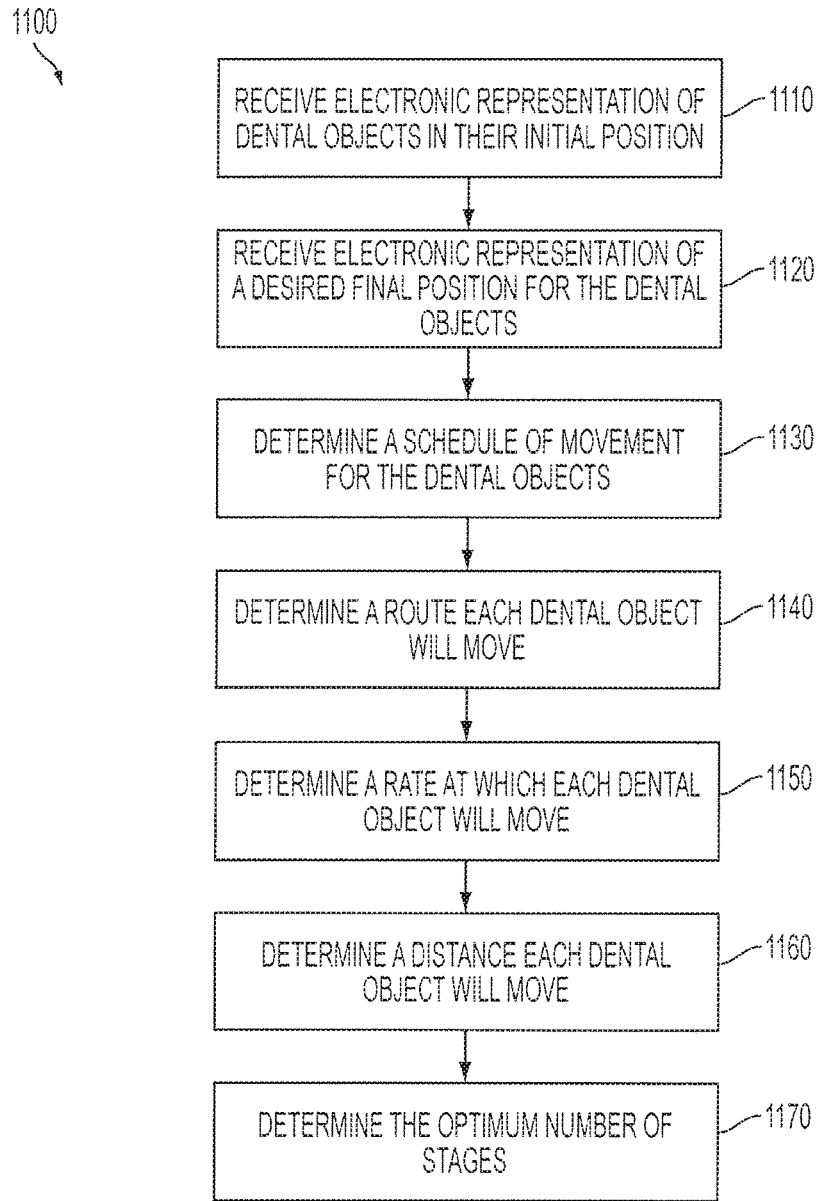 1100
RECEIVE ELECTRONIC REPRESENTATION OF
DENTAL OBJECTS IN THEIR INITIAL POSITION
1110
RECEIVE ELECTRONIC REPRESENTATION OF
A DESIRED FINAL POSITION FOR THE DENTAL
OBJECTS
1120
DETERMINE A SCHEDULE OF MOVEMENT
FOR THE DENTAL OBJECTS
1130
DETERMINE A ROUTE EACH DENTAL OBJECT
WILL MOVE
1140
DETERMINE A RATE AT WHICH EACH DENTAL
OBJECT WILL MOVE
1150
DETERMINE A DISTANCE EACH DENTAL
OBJECT WILL MOVE
1160
DETERMINE THE OPTIMUM NUMBER OF
STAGES
1170